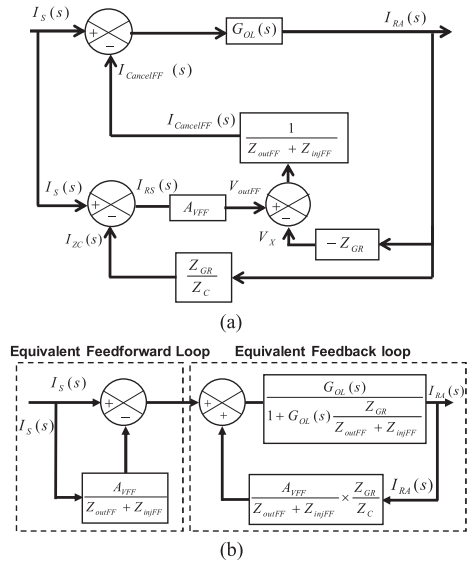 I_S(s)
+
−
G_OL(s)
I_RA(s)
I_CancelFF (s)
I_CancelFF(s)
1
Z_outFF + Z_injFF
I_S(s)
+
−
I_RS(s)
A_VFF
V_outFF
+
−
I_ZC(s)
V_X
− Z_GR
Z_GR
Z_C
(a)
Equivalent Feedforward Loop
Equivalent Feedback loop
I_S(s)
I_S(s)
+
−
A_VFF
Z_outFF + Z_injFF
+
+
G_OL(s)
1 + G_OL(s) Z_GR
Z_outFF + Z_injFF
I_RA(s)
A_VFF
Z_outFF + Z_injFF
×
Z_GR
Z_C
I_RA(s)
(b)